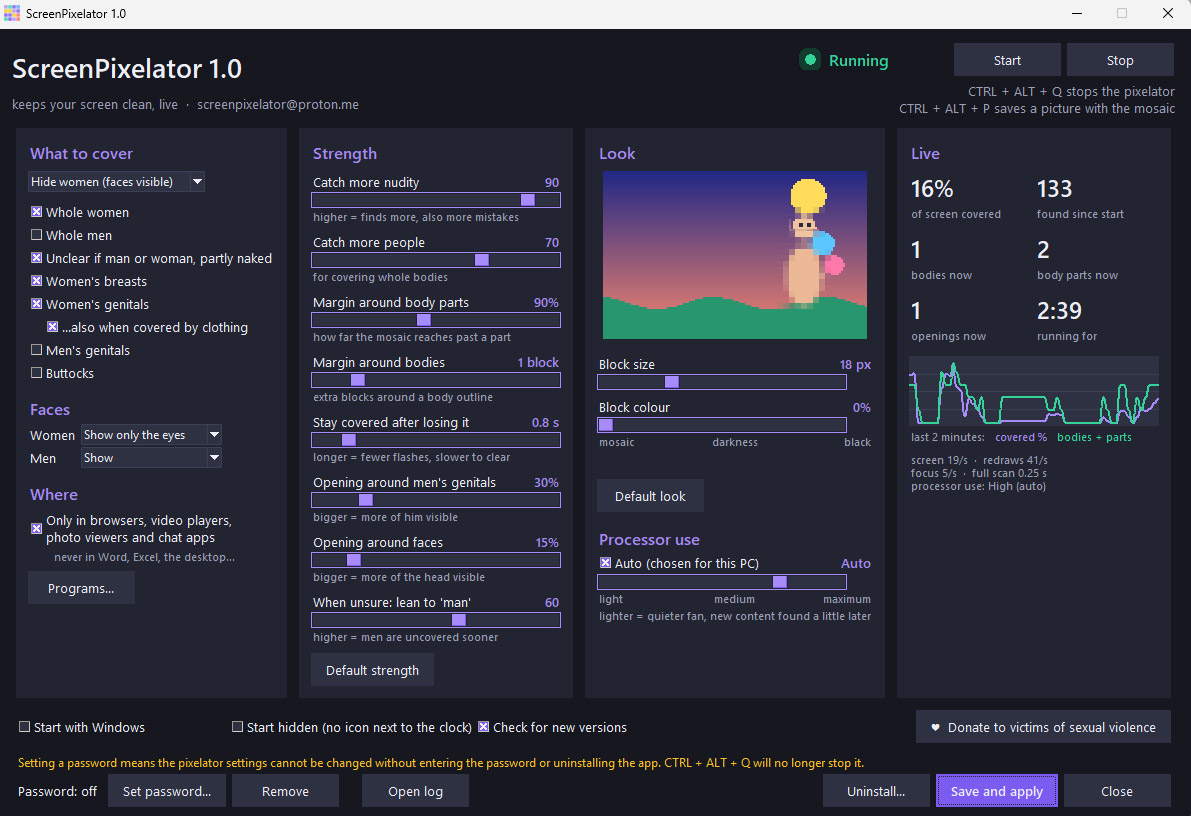 ScreenPixelator 1.0
ScreenPixelator 1.0
keeps your screen clean, live · screenpixelator@proton.me
Running
Start
Stop
CTRL + ALT + Q stops the pixelator
CTRL + ALT + P saves a picture with the mosaic
What to cover
Hide women (faces visible)
Whole women
Whole men
Unclear if man or woman, partly naked
Women's breasts
Women's genitals
...also when covered by clothing
Men's genitals
Buttocks
Faces
Women Show only the eyes
Men Show
Where
Only in browsers, video players,
photo viewers and chat apps
never in Word, Excel, the desktop...
Programs...
Strength
Catch more nudity 90
higher = finds more, also more mistakes
Catch more people 70
for covering whole bodies
Margin around body parts 90%
how far the mosaic reaches past a part
Margin around bodies 1 block
extra blocks around a body outline
Stay covered after losing it 0.8 s
longer = fewer flashes, slower to clear
Opening around men's genitals 30%
bigger = more of him visible
Opening around faces 15%
bigger = more of the head visible
When unsure: lean to 'man' 60
higher = men are uncovered sooner
Default strength
Look
Block size 18 px
Block colour 0%
mosaic darkness black
Default look
Processor use
Auto (chosen for this PC) Auto
light medium maximum
lighter = quieter fan, new content found a little later
Live
16% 133
of screen covered found since start
1 2
bodies now body parts now
1 2:39
openings now running for
last 2 minutes: covered % bodies + parts
screen 19/s · redraws 41/s
focus 5/s · full scan 0.25 s
processor use: High (auto)
Start with Windows
Start hidden (no icon next to the clock)
Check for new versions
♥ Donate to victims of sexual violence
Setting a password means the pixelator settings cannot be changed without entering the password or uninstalling the app. CTRL + ALT + Q will no longer stop it.
Password: off
Set password...
Remove
Open log
Uninstall...
Save and apply
Close